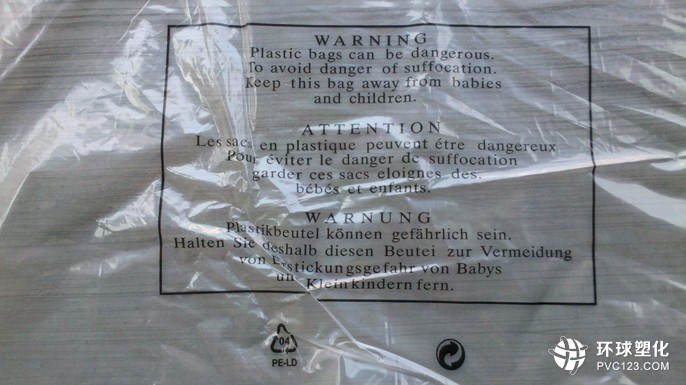 WARNING
Plastic bags can be dangerous.
To avoid danger of suffocation.
Keep this bag away from babies
and children.
ATTENTION
Les sacs en plastique peuvent étre dangereux
Pour éviter le danger de suffocation
garder ces sacs eloignes des
bébés et enfants.
WARNUNG
Plastikbeutel können gefährlich sein.
Halten Sie deshalb diesen Beutei zur Vermeidung
von Erstickungsgefahr von Babys
und Kleinkindern fern.
04
PE-LD
环球塑化
PVC123.COM